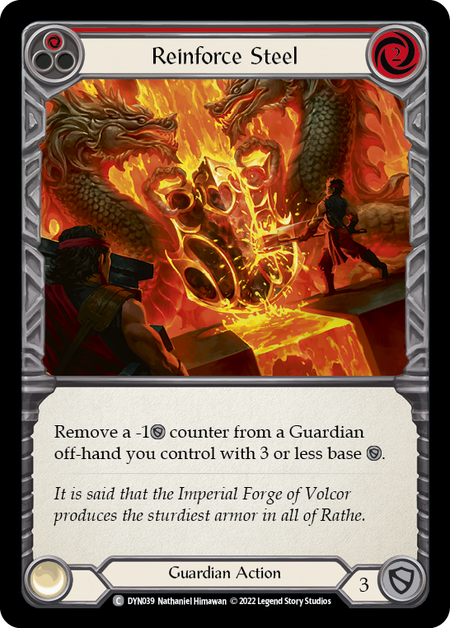 Reinforce Steel
2
Remove a -1 counter from a Guardian
off-hand you control with 3 or less base .
It is said that the Imperial Forge of Volcor
produces the sturdiest armor in all of Rathe.
Guardian Action
3
C DYN039 Nathaniel Himawan © 2022 Legend Story Studios